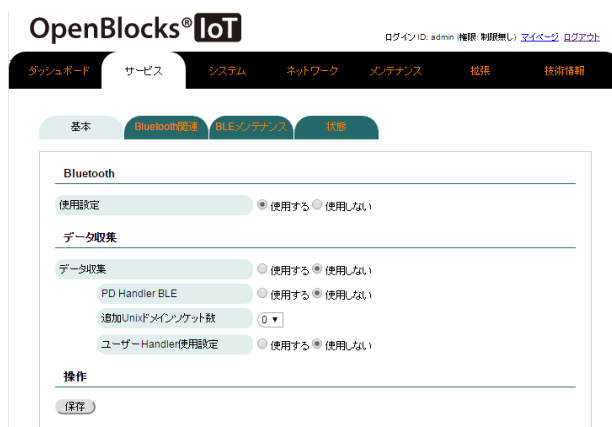 OpenBlocks® IoT
ログインID: admin (権限: 制限無し) マイページ ログアウト
ダッシュボード サービス システム ネットワーク メンテナンス 拡張 技術情報
基本 Bluetooth関連 BLEメンテナンス 状態
Bluetooth
使用設定 使用する 使用しない
データ収集
データ収集 使用する 使用しない
PD Handler BLE 使用する 使用しない
追加Unixドメインソケット数 0
ユーザーHandler使用設定 使用する 使用しない
操作
保存